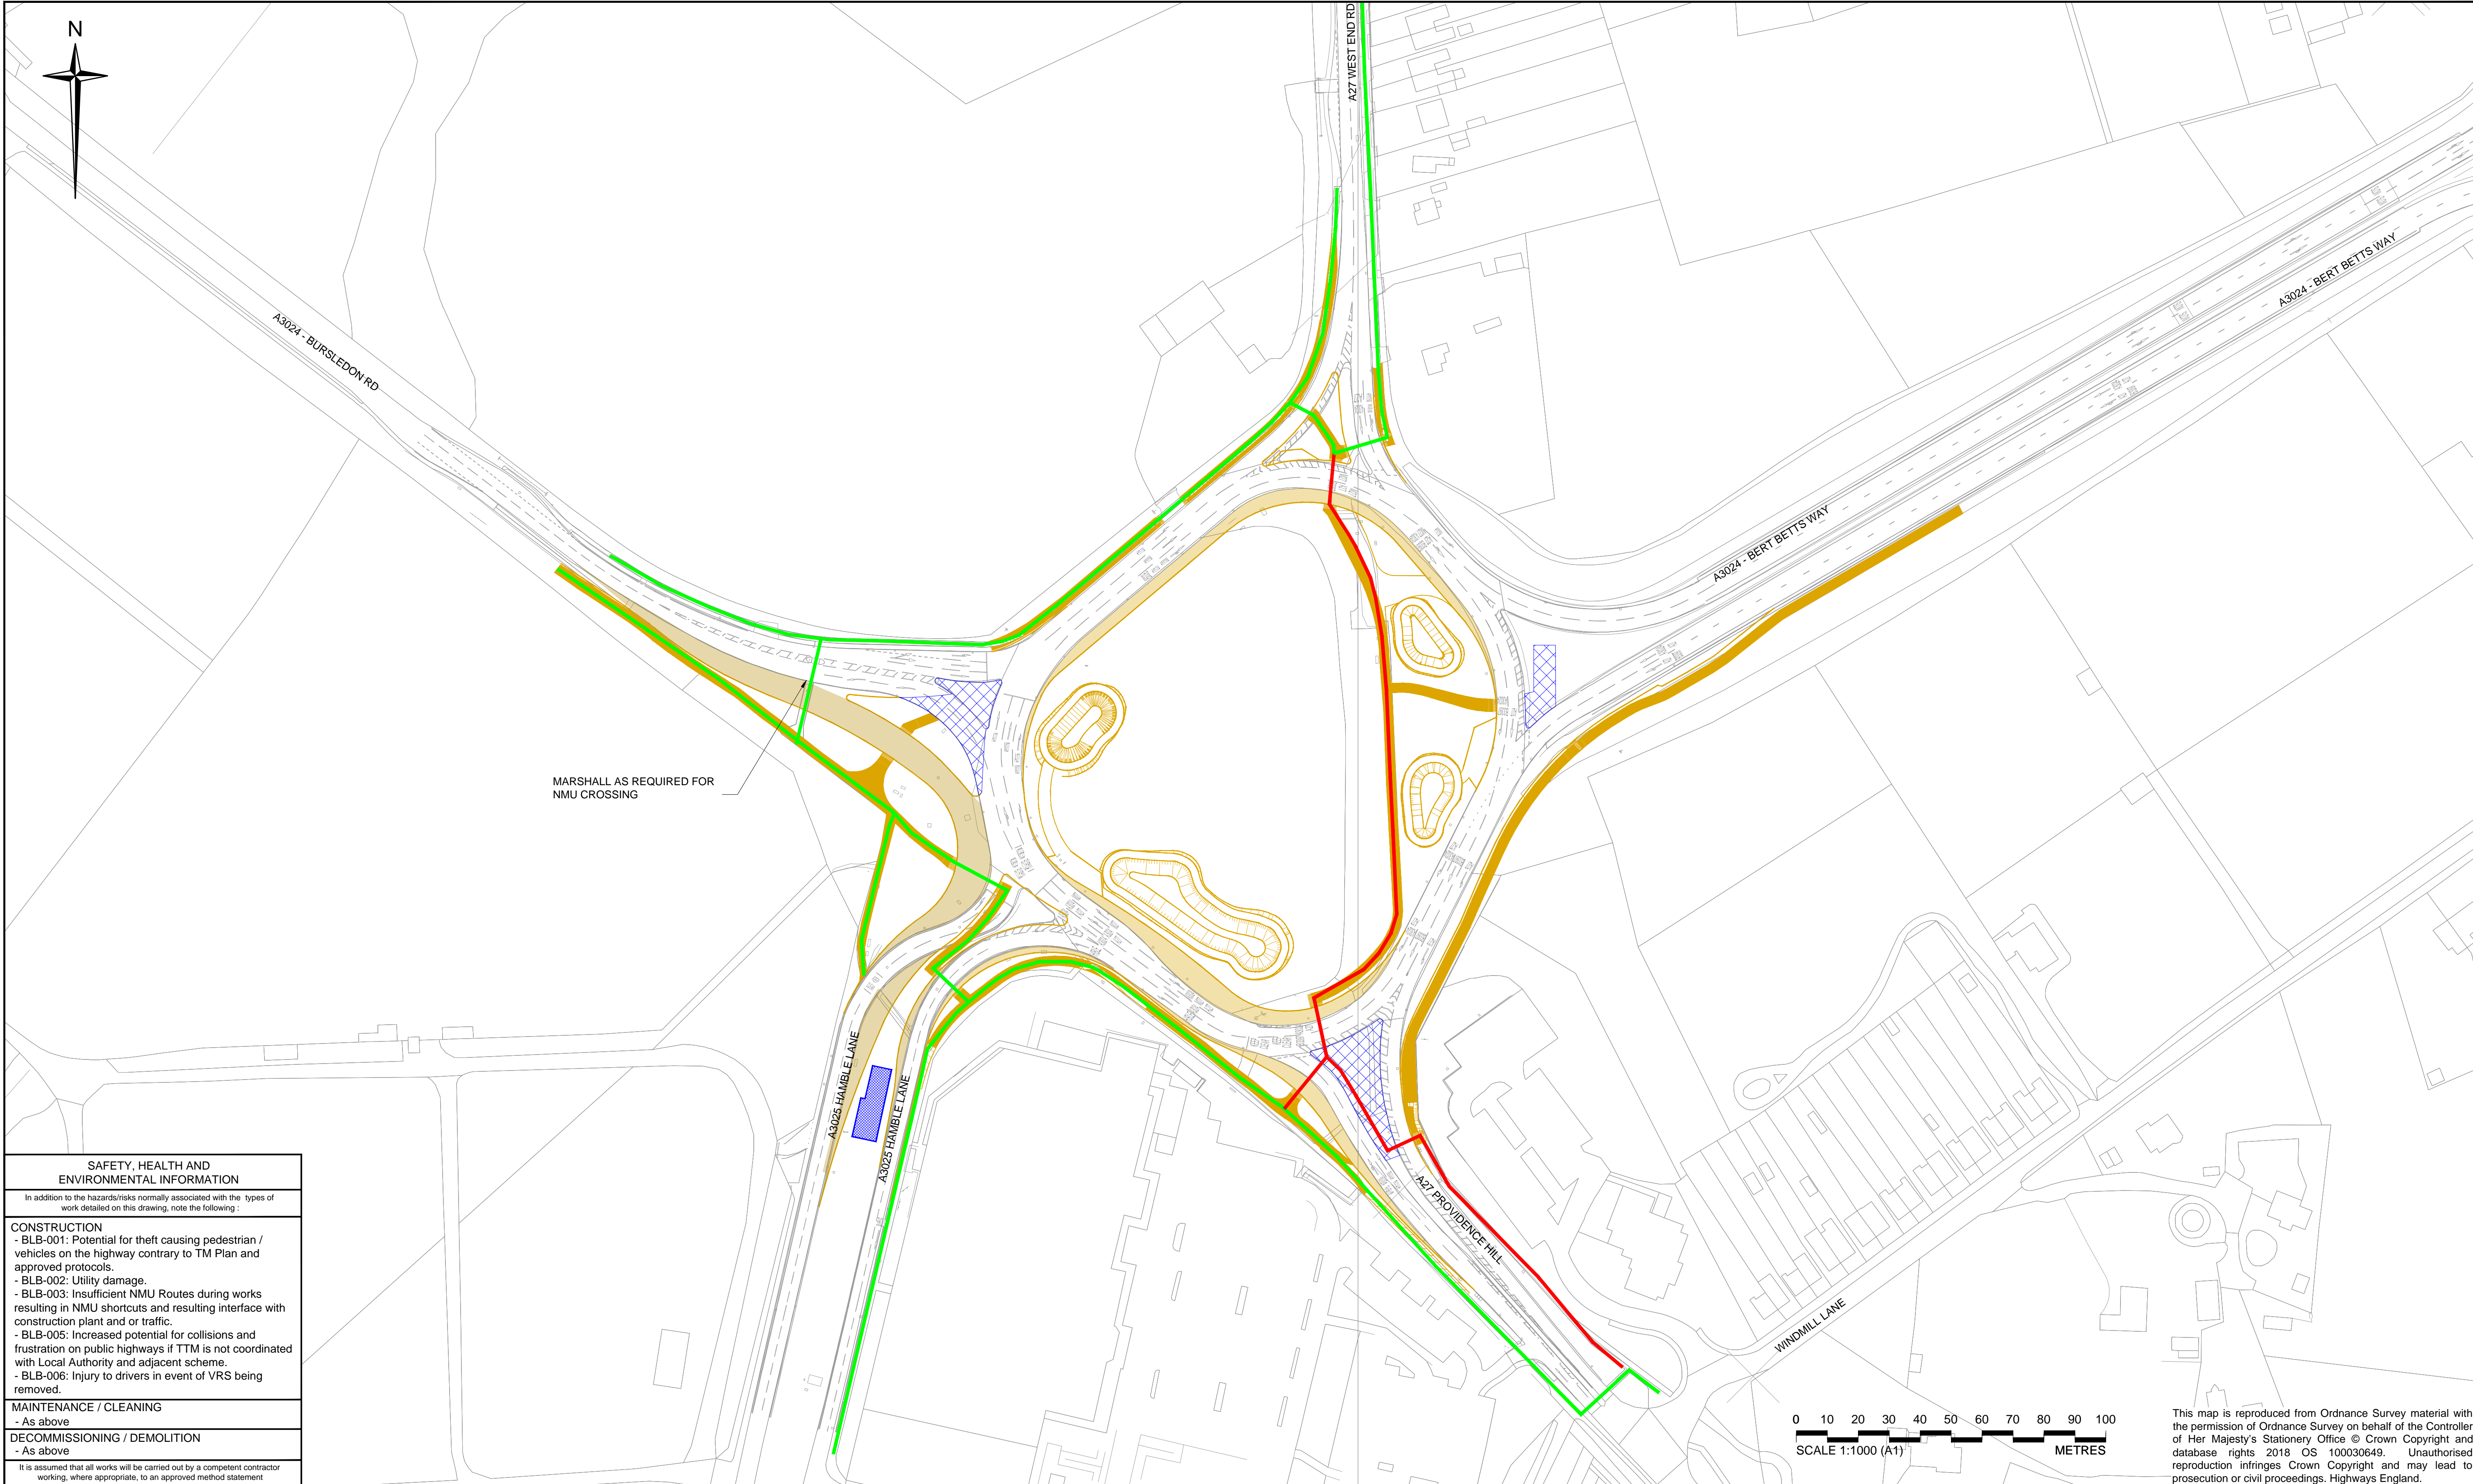 N
A27 WEST END RD
A3024 - BURSLEDON RD
A3024 - BERT BETTS WAY
A3024 - BERT BETTS WAY
MARSHALL AS REQUIRED FOR
NMU CROSSING
A3025 HAMBLE LANE
A3025 HAMBLE LANE
A27 PROVIDENCE HILL
WINDMILL LANE
SAFETY, HEALTH AND
ENVIRONMENTAL INFORMATION
In addition to the hazards/risks normally associated with the types of
work detailed on this drawing, note the following :
CONSTRUCTION
- BLB-001: Potential for theft causing pedestrian /
vehicles on the highway contrary to TM Plan and
approved protocols.
- BLB-002: Utility damage.
- BLB-003: Insufficient NMU Routes during works
resulting in NMU shortcuts and resulting interface with
construction plant and or traffic.
- BLB-005: Increased potential for collisions and
frustration on public highways if TTM is not coordinated
with Local Authority and adjacent scheme.
- BLB-006: Injury to drivers in event of VRS being
removed.
MAINTENANCE / CLEANING
- As above
DECOMMISSIONING / DEMOLITION
- As above
It is assumed that all works will be carried out by a competent contractor
working, where appropriate, to an approved method statement
0 10 20 30 40 50 60 70 80 90 100
SCALE 1:1000 (A1) METRES
This map is reproduced from Ordnance Survey material with
the permission of Ordnance Survey on behalf of the Controller
of Her Majesty's Stationery Office © Crown Copyright and
database rights 2018 OS 100030649. Unauthorised
reproduction infringes Crown Copyright and may lead to
prosecution or civil proceedings. Highways England.